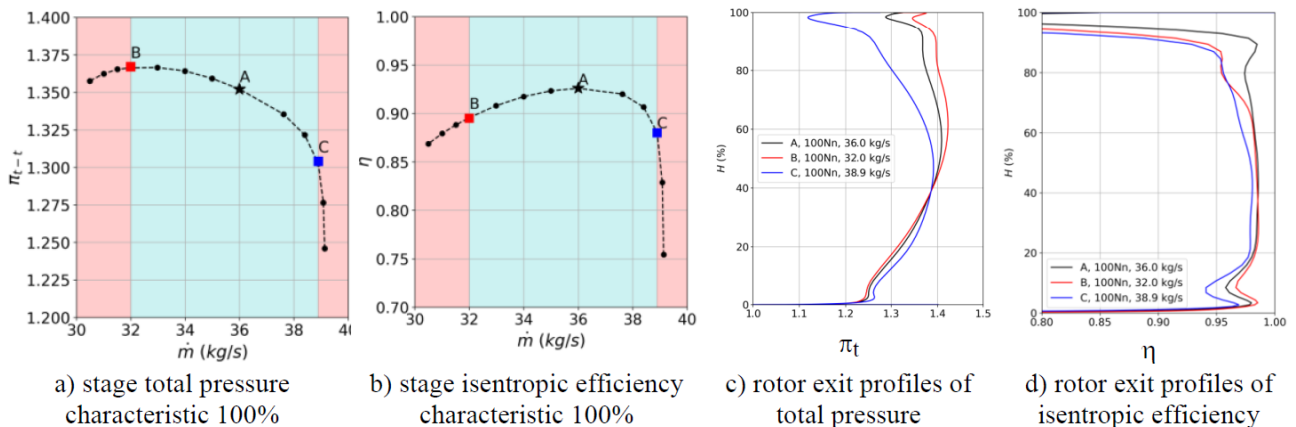 1.400
1.375
1.350
1.325
1.300
1.275
1.250
1.225
1.200
π t−t
B
A
C
30 32 34 36 38 40
ṁ (kg/s)
a) stage total pressure
characteristic 100%
1.00
0.95
0.90
0.85
0.80
0.75
0.70
η
B
A
C
30 32 34 36 38 40
ṁ (kg/s)
b) stage isentropic efficiency
characteristic 100%
100
80
60
40
20
0
H (%)
A, 100Nn, 36.0 kg/s
B, 100Nn, 32.0 kg/s
C, 100Nn, 38.9 kg/s
1.0 1.1 1.2 1.3 1.4 1.5
πt
c) rotor exit profiles of
total pressure
100
80
60
40
20
0
H (%)
A, 100Nn, 36.0 kg/s
B, 100Nn, 32.0 kg/s
C, 100Nn, 38.9 kg/s
0.80 0.85 0.90 0.95 1.00
η
d) rotor exit profiles of
isentropic efficiency